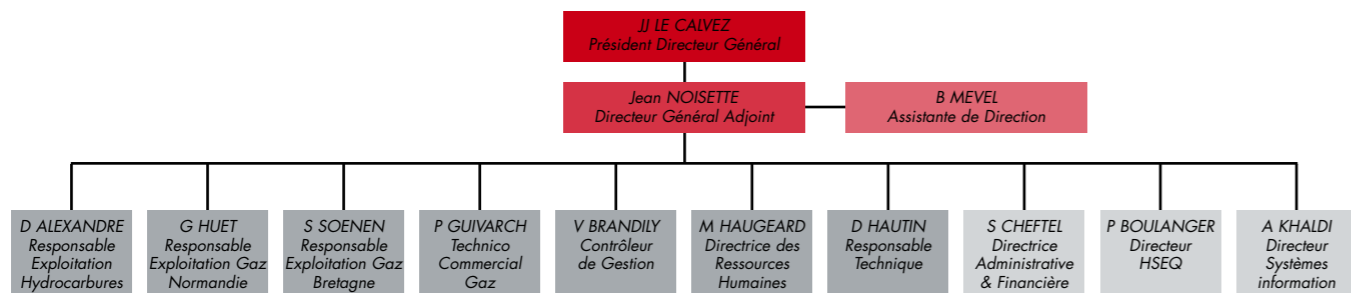 JJ LE CALVEZ
Président Directeur Général
Jean NOISETTE
Directeur Général Adjoint
B MEVEL
Assistante de Direction
D ALEXANDRE
Responsable
Exploitation
Hydrocarbures
G HUET
Responsable
Exploitation Gaz
Normandie
S SOENEN
Responsable
Exploitation Gaz
Bretagne
P GUIVARCH
Technico
Commercial
Gaz
V BRANDILY
Contrôleur
de Gestion
M HAUGEARD
Directrice des
Ressources
Humaines
D HAUTIN
Responsable
Technique
S CHEFTEL
Directrice
Administrative
& Financière
P BOULANGER
Directeur
HSEQ
A KHALDI
Directeur
Systèmes
information